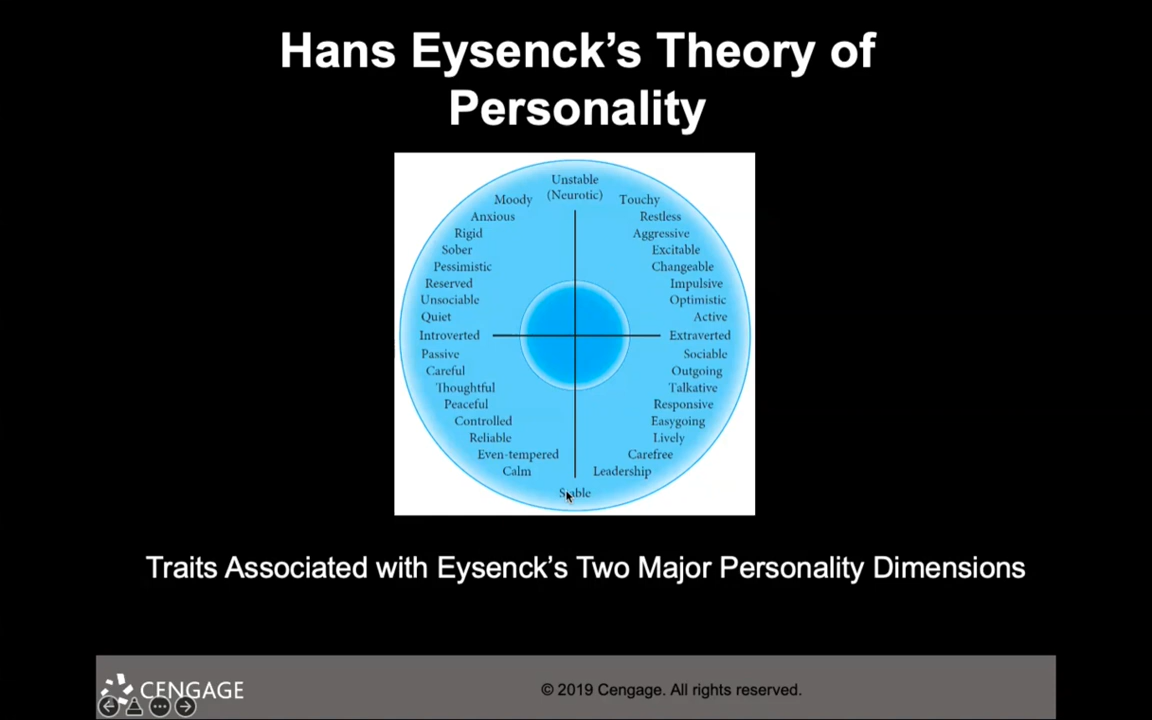 Hans Eysenck’s Theory of
Personality
Unstable
(Neurotic)
Moody
Touchy
Anxious
Restless
Rigid
Aggressive
Sober
Excitable
Pessimistic
Changeable
Reserved
Impulsive
Unsociable
Optimistic
Quiet
Active
Introverted
Extraverted
Passive
Sociable
Careful
Outgoing
Thoughtful
Talkative
Peaceful
Responsive
Controlled
Easygoing
Reliable
Lively
Even-tempered
Carefree
Calm
Leadership
Stable
Traits Associated with Eysenck’s Two Major Personality Dimensions
CENGAGE
© 2019 Cengage. All rights reserved.